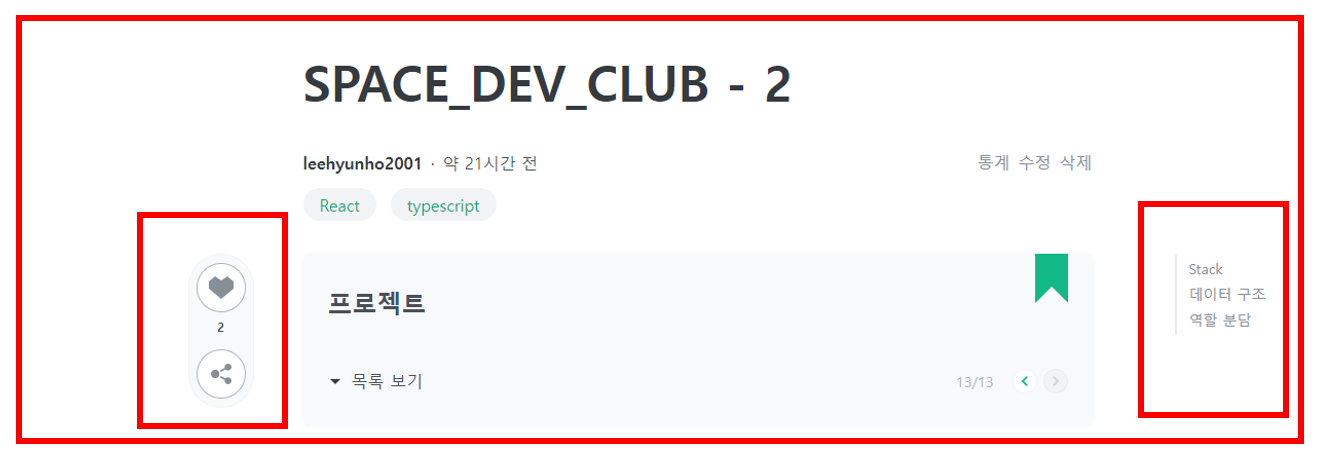 SPACE_DEV_CLUB - 2
leehyunho2001 · 약 21시간 전
통계 수정 삭제
React typescript
2
프로젝트
목록 보기
13/13
Stack
데이터 구조
역할 분담